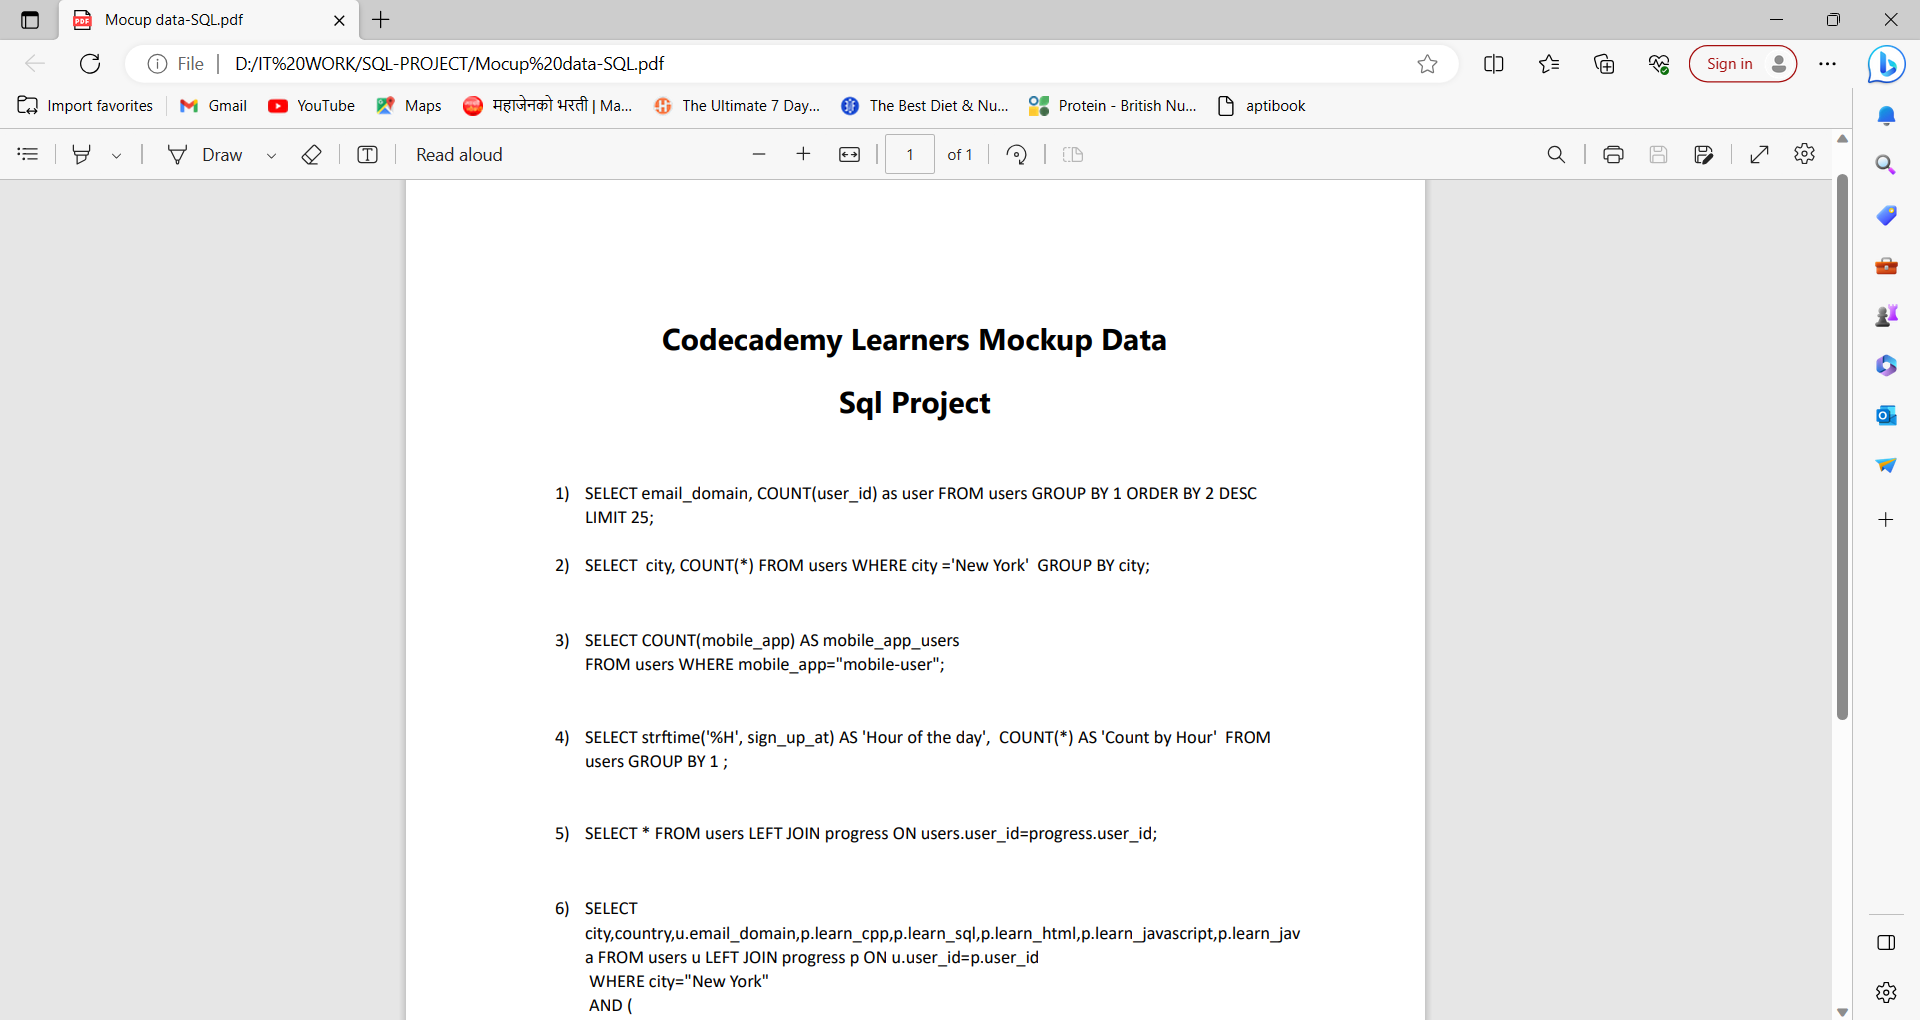 Mocup data-SQL.pdf
File D:/IT%20WORK/SQL-PROJECT/Mocup%20data-SQL.pdf Sign in
Import favorites Gmail YouTube Maps महाजेनको भरती | Ma... The Ultimate 7 Day... The Best Diet & Nu... Protein - British Nu... aptibook
Draw Read aloud 1 of 1
Codecademy Learners Mockup Data
Sql Project
1) SELECT email_domain, COUNT(user_id) as user FROM users GROUP BY 1 ORDER BY 2 DESC
LIMIT 25;
2) SELECT city, COUNT(*) FROM users WHERE city ='New York' GROUP BY city;
3) SELECT COUNT(mobile_app) AS mobile_app_users
FROM users WHERE mobile_app="mobile-user";
4) SELECT strftime('%H', sign_up_at) AS 'Hour of the day', COUNT(*) AS 'Count by Hour' FROM
users GROUP BY 1 ;
5) SELECT * FROM users LEFT JOIN progress ON users.user_id=progress.user_id;
6) SELECT
city,country,u.email_domain,p.learn_cpp,p.learn_sql,p.learn_html,p.learn_javascript,p.learn_jav
a FROM users u LEFT JOIN progress p ON u.user_id=p.user_id
WHERE city="New York"
AND (